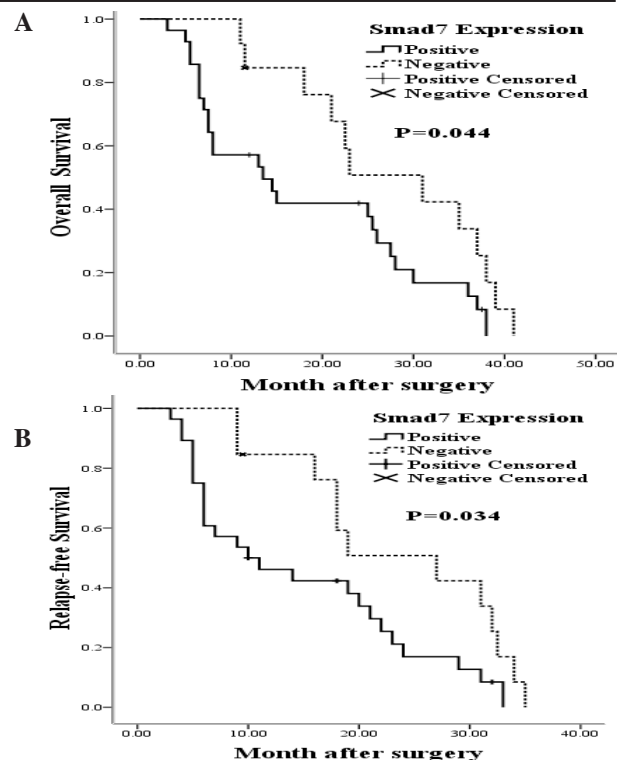 A
Smad7 Expression
Positive
Negative
Positive Censored
Negative Censored
P=0.044
Overall Survival
1.0
0.8
0.6
0.4
0.2
0.0
0.00 10.00 20.00 30.00 40.00 50.00
Month after surgery
B
Smad7 Expression
Positive
Negative
Positive Censored
Negative Censored
P=0.034
Relapse-free Survival
1.0
0.8
0.6
0.4
0.2
0.0
0.00 10.00 20.00 30.00 40.00
Month after surgery